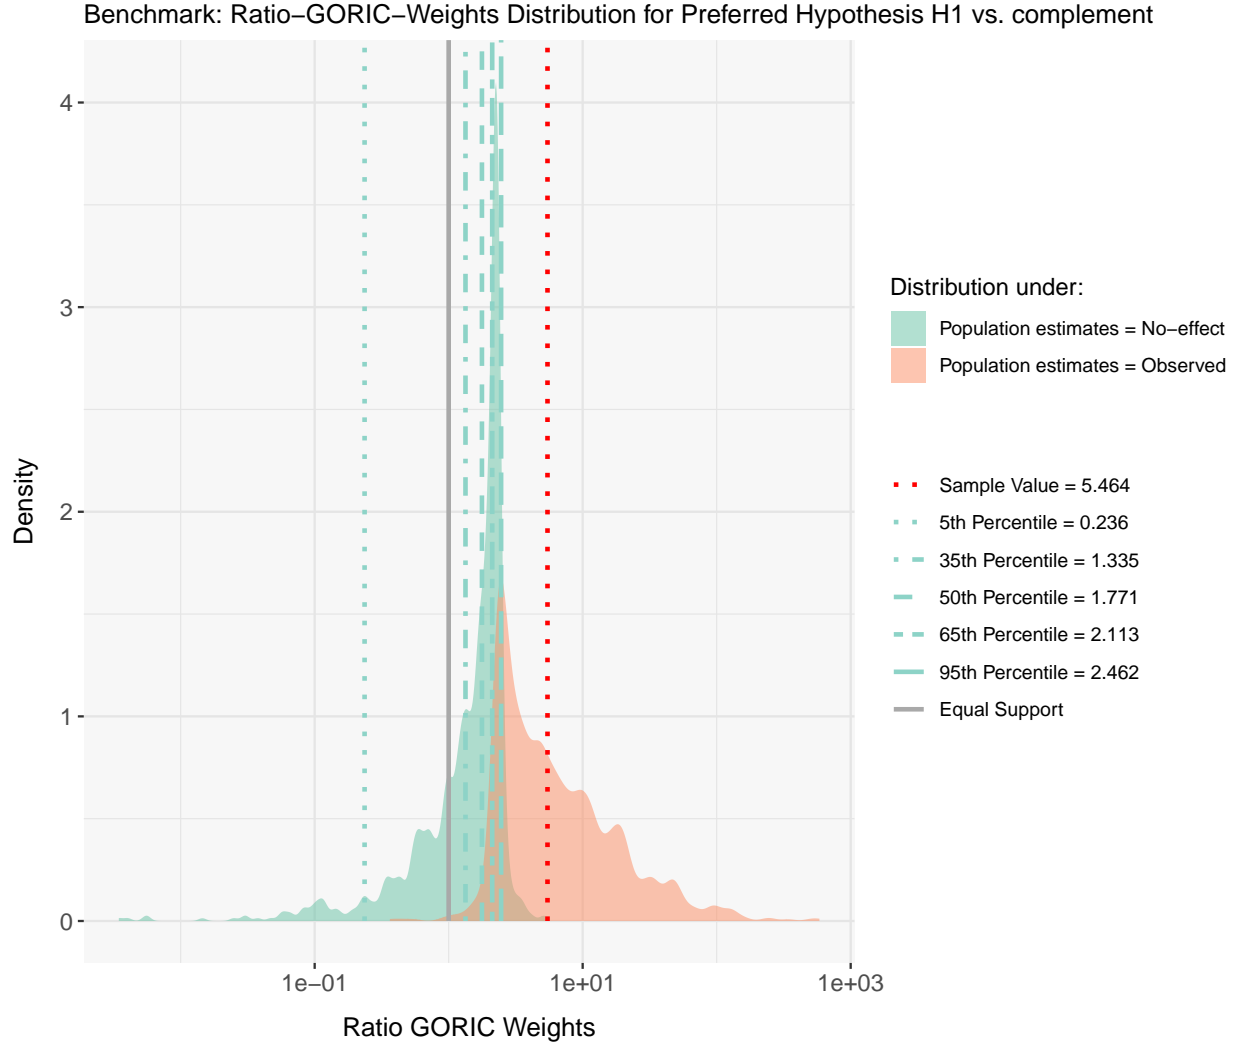 Benchmark: Ratio−GORIC−Weights Distribution for Preferred Hypothesis H1 vs. complement
4
3
2
1
0
Density
1e−01
1e+01
1e+03
Ratio GORIC Weights
Distribution under:
Population estimates = No−effect
Population estimates = Observed
Sample Value = 5.464
5th Percentile = 0.236
35th Percentile = 1.335
50th Percentile = 1.771
65th Percentile = 2.113
95th Percentile = 2.462
Equal Support